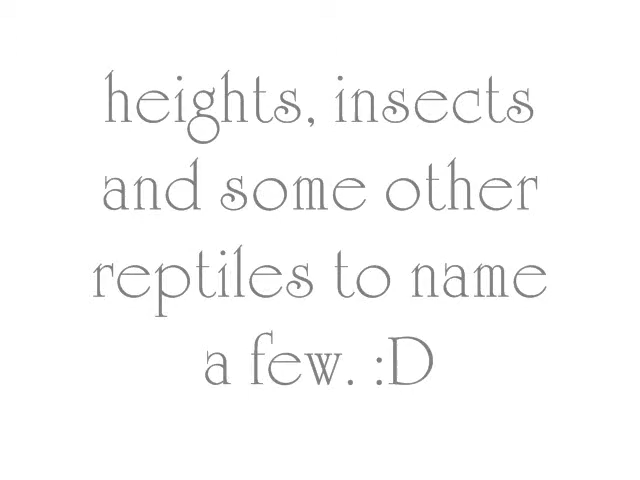 heights, insects
and some other
reptiles to name
a few. :D